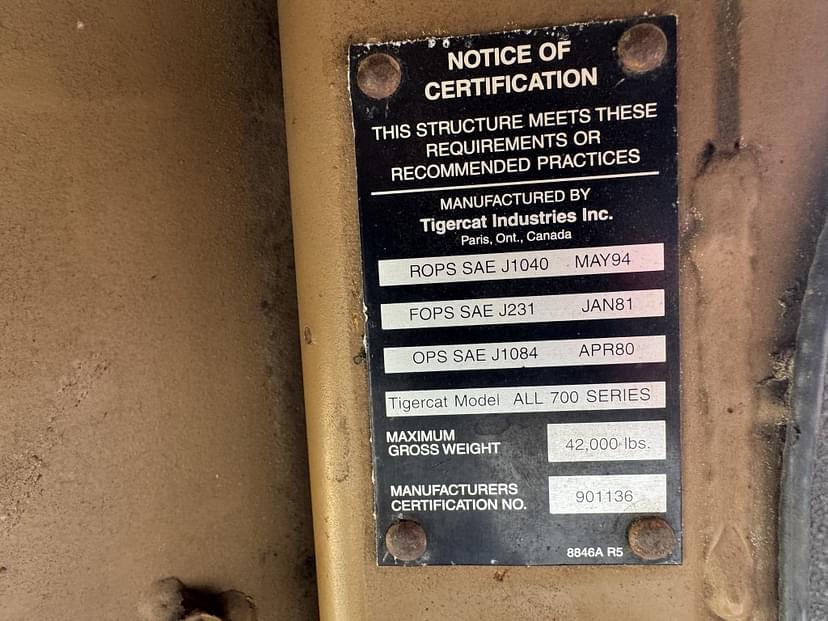 NOTICE OF
CERTIFICATION
THIS STRUCTURE MEETS THESE
REQUIREMENTS OR
RECOMMENDED PRACTICES
MANUFACTURED BY
Tigercat Industries Inc.
Paris, Ont., Canada
ROPS SAE J1040 MAY94
FOPS SAE J231 JAN81
OPS SAE J1084 APR80
Tigercat Model ALL 700 SERIES
MAXIMUM
GROSS WEIGHT 42,000 lbs.
MANUFACTURERS
CERTIFICATION NO. 901136
8846A R5